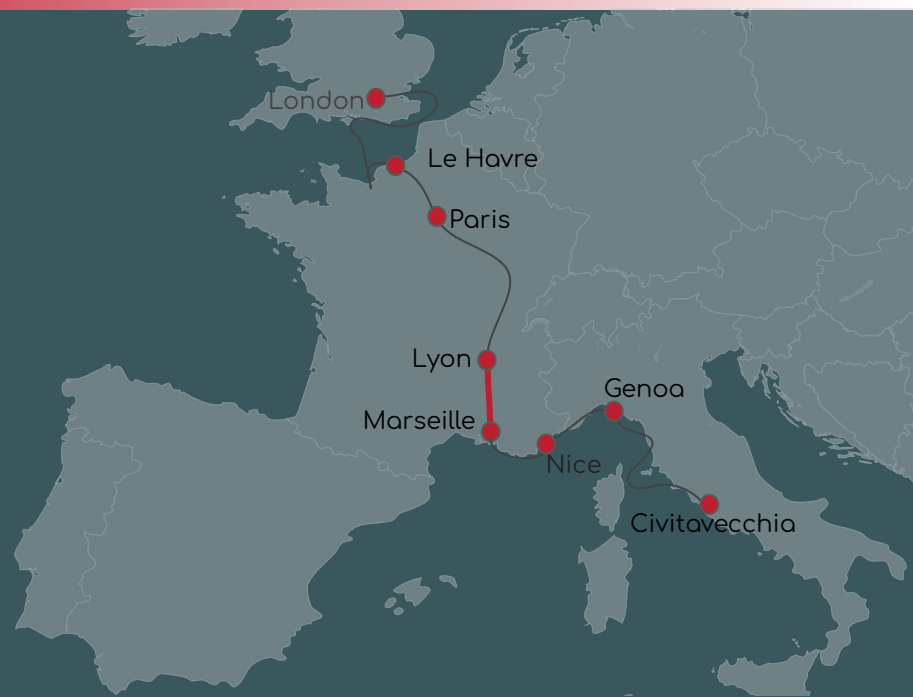 London
Le Havre
Paris
Lyon
Genoa
Marseille
Nice
Civitavecchia